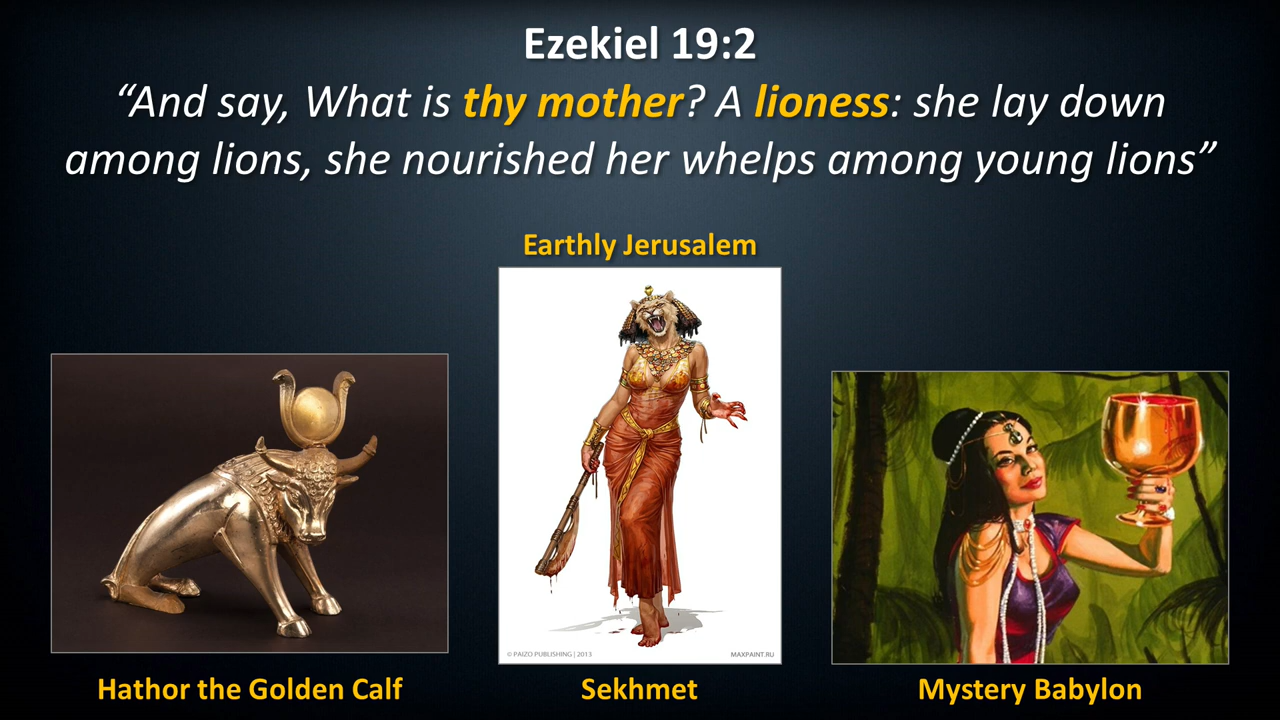 Ezekiel 19:2
“And say, What is thy mother? A lioness: she lay down
among lions, she nourished her whelps among young lions”
Earthly Jerusalem
© PAIZO PUBLISHING | 2013
MAXPAINT.RU
Hathor the Golden Calf
Sekhmet
Mystery Babylon